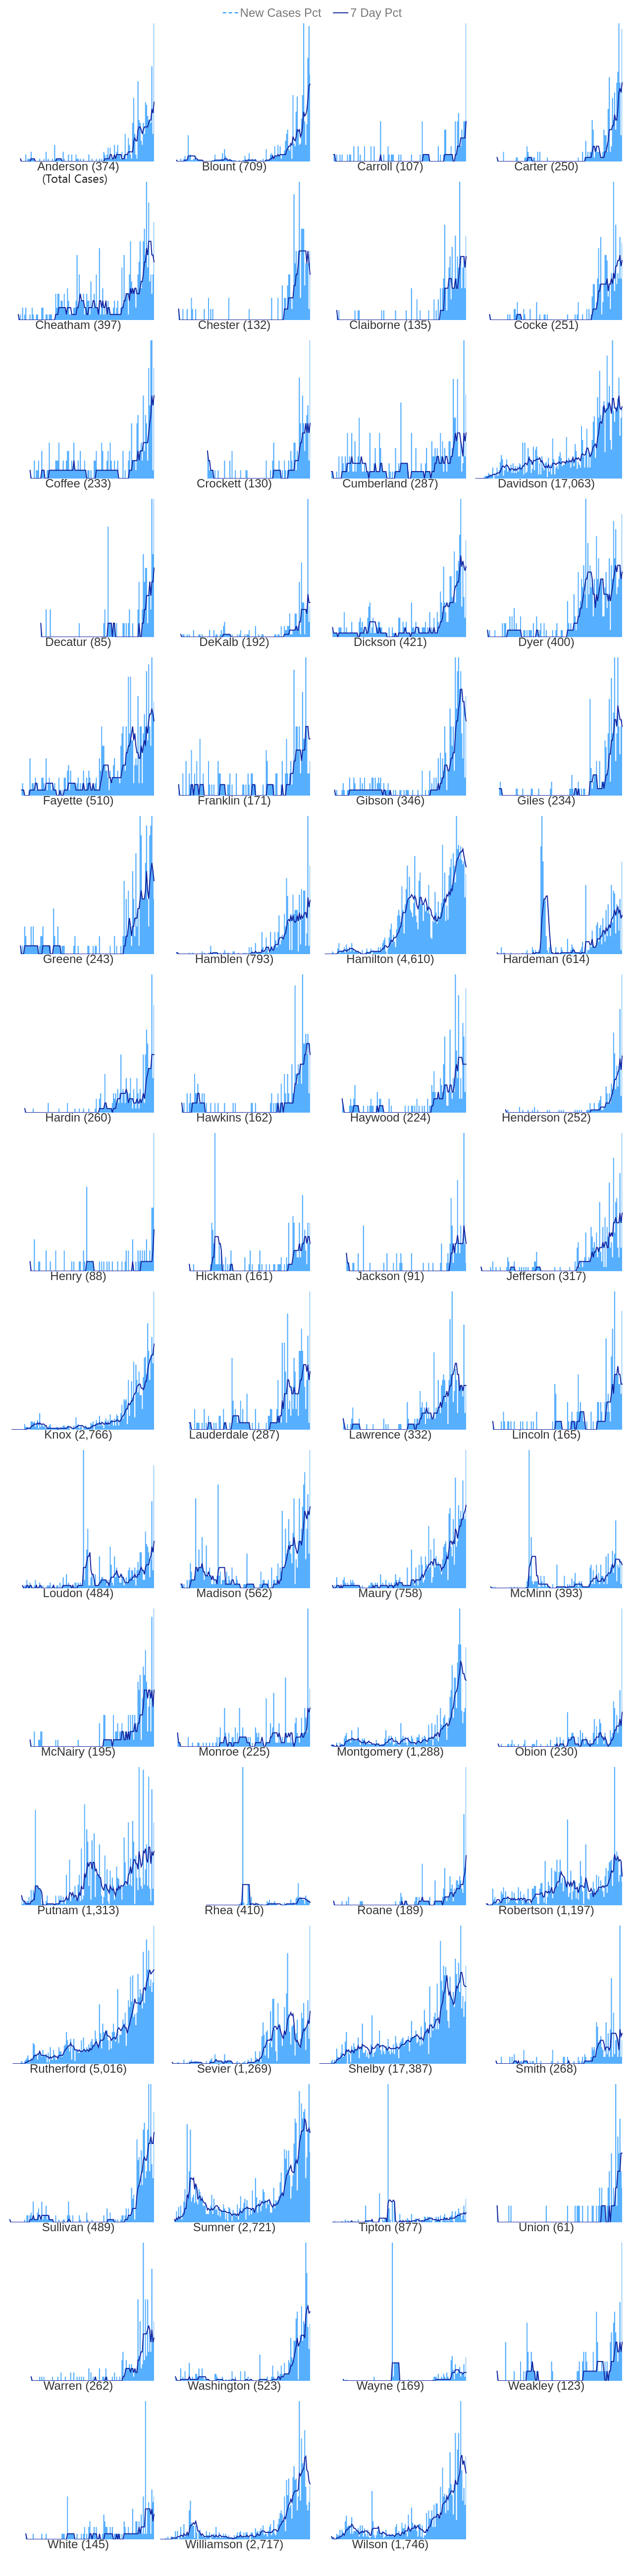 New Cases Pct 7 Day Pct
Anderson (374) Blount (709) Carroll (107) Carter (250)
(Total Cases)
Cheatham (397) Chester (132) Claiborne (135) Cocke (251)
Coffee (233) Crockett (130) Cumberland (287) Davidson (17,063)
Decatur (85) DeKalb (192) Dickson (421) Dyer (400)
Fayette (510) Franklin (171) Gibson (346) Giles (234)
Greene (243) Hamblen (793) Hamilton (4,610) Hardeman (614)
Hardin (260) Hawkins (162) Haywood (224) Henderson (252)
Henry (88) Hickman (161) Jackson (91) Jefferson (317)
Knox (2,766) Lauderdale (287) Lawrence (332) Lincoln (165)
Loudon (484) Madison (562) Maury (758) McMinn (393)
McNairy (195) Monroe (225) Montgomery (1,288) Obion (230)
Putnam (1,313) Rhea (410) Roane (189) Robertson (1,197)
Rutherford (5,016) Sevier (1,269) Shelby (17,387) Smith (268)
Sullivan (489) Sumner (2,721) Tipton (877) Union (61)
Warren (262) Washington (523) Wayne (169) Weakley (123)
White (145) Williamson (2,717) Wilson (1,746)